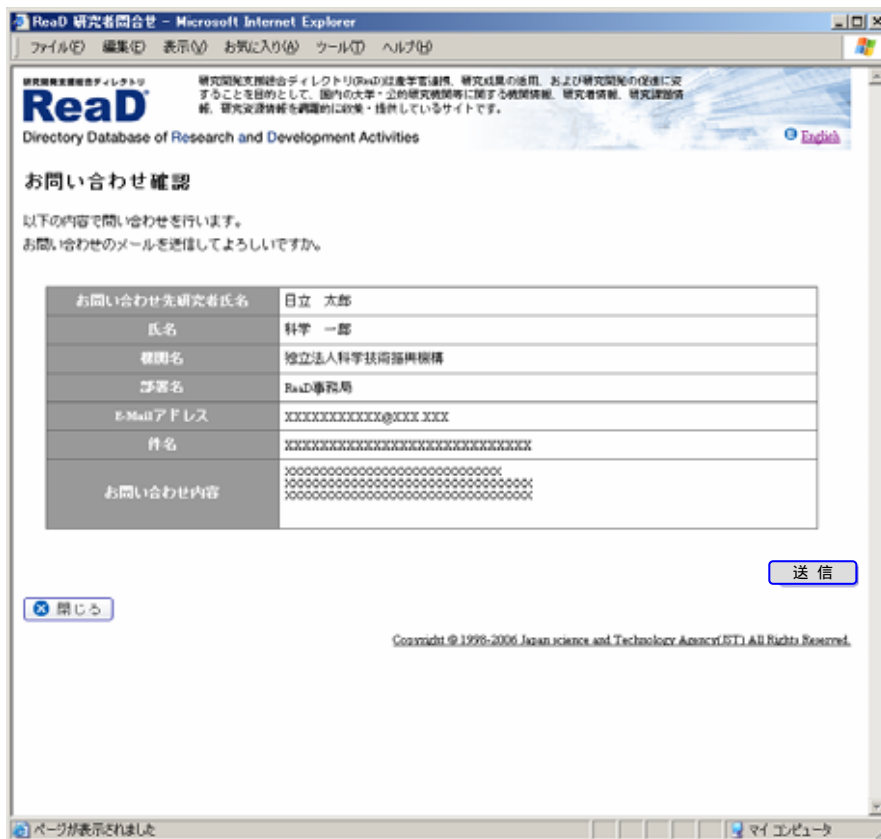 ReaD 研究者問合せ - Microsoft Internet Explorer
ファイル(F) 編集(E) 表示(V) お気に入り(A) ツール(T) ヘルプ(H)
研究開発支援総合ディレクトリ
ReaD
研究開発支援総合ディレクトリ(ReaD)は産学官連携、研究成果の活用、および研究開発の促進に資
することを目的として、国内の大学・公的研究機関等に関する機関情報、研究者情報、研究課題情
報、研究資源情報を網羅的に収集・提供しているサイトです。
Directory Database of Research and Development Activities
English
お問い合わせ確認
以下の内容で問い合わせを行います。
お問い合わせのメールを送信してよろしいですか。
お問い合わせ先研究者氏名 日立 太郎
氏名 科学 一郎
機関名 独立法人科学技術振興機構
部署名 ReaD事務局
E-Mailアドレス XXXXXXXXXXX@XXX.XXX
件名 XXXXXXXXXXXXXXXXXXXXXXXXXXXX
お問い合わせ内容
送 信
閉じる
Copyright © 1998-2006 Japan science and Technology Agency(JST) All Rights Reserved.
ページが表示されました
マイ コンピュータ